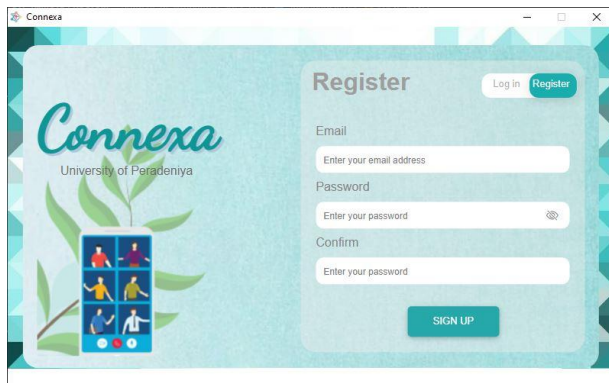 Connexa
Connexa
University of Peradeniya
Register
Log in
Register
Email
Enter your email address
Password
Enter your password
Confirm
Enter your password
SIGN UP